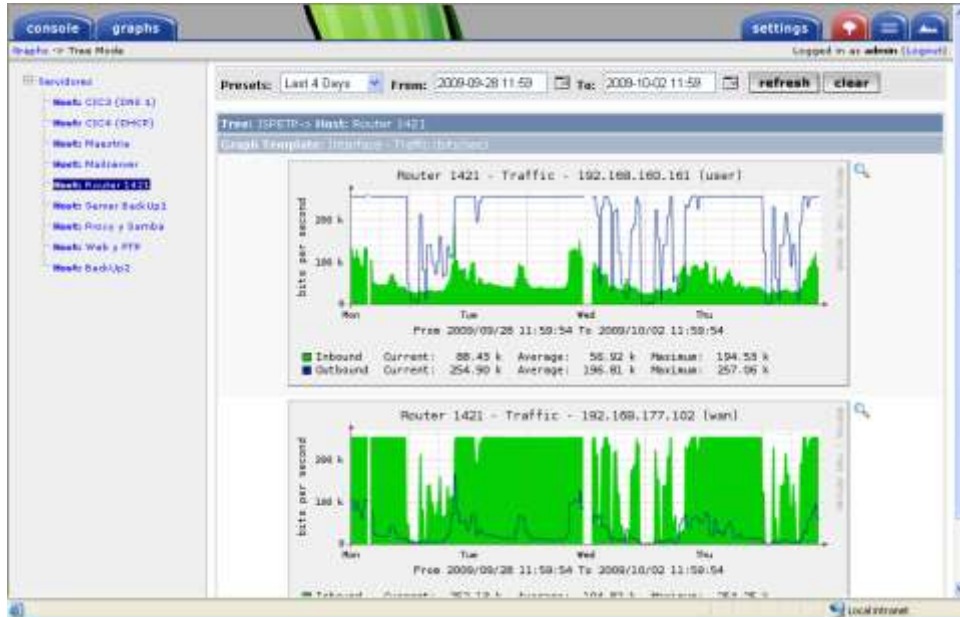 console graphs settings
Graphs -> Tree Mode Logged in as admin (Logout)
Servidores
Host: CIC3 (DNS 1)
Host: CIC4 (DHCP)
Host: Maestria
Host: Mailserver
Host: Router 1421
Host: Server BackUp1
Host: Proxy y Samba
Host: Web y FTP
Host: BackUp2
Presets: Last 4 Days From: 2009-09-28 11:59 To: 2009-10-02 11:59 refresh clear
Tree: ISPETP-> Host: Router 1421
Graph Template: Interface - Traffic (bits/sec)
Router 1421 - Traffic - 192.168.160.161 (user)
bits per second
200 k
100 k
0
Mon Tue Wed Thu
From 2009/09/28 11:59:54 To 2009/10/02 11:59:54
Inbound Current: 88.43 k Average: 56.92 k Maximum: 194.53 k
Outbound Current: 254.90 k Average: 196.81 k Maximum: 257.06 k
Router 1421 - Traffic - 192.168.177.102 (wan)
bits per second
200 k
100 k
0
Mon Tue Wed Thu
From 2009/09/28 11:59:54 To 2009/10/02 11:59:54
Inbound Current: Average: Maximum:
Local intranet